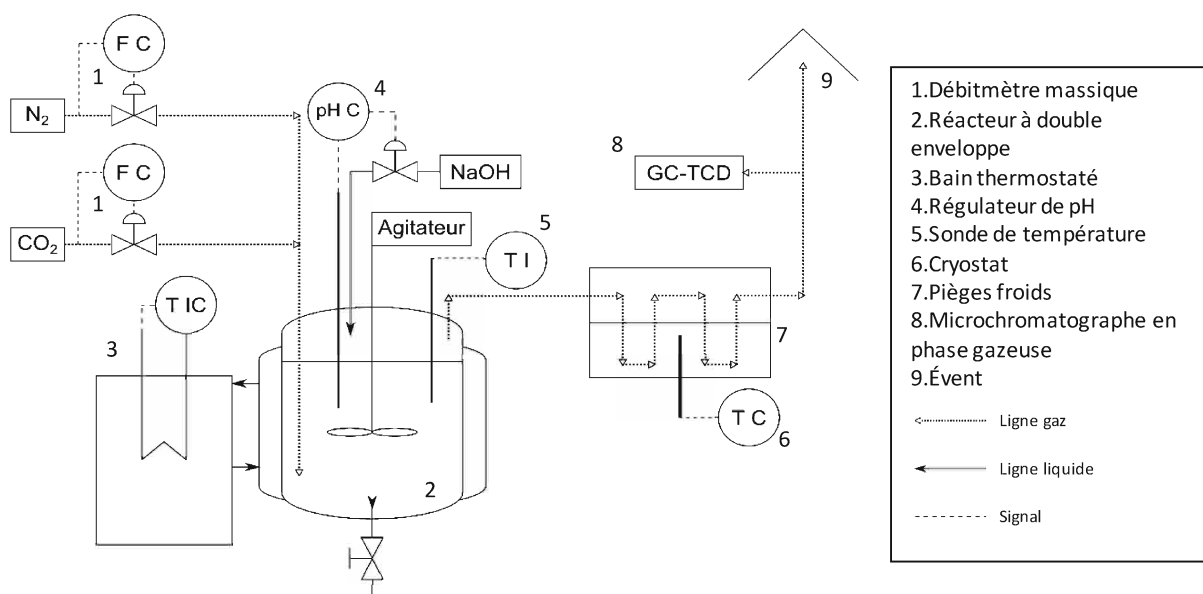 F C
1
N₂
F C
1
CO₂
pH C
4
NaOH
Agitateur
5
T I
T IC
3
2
8
GC-TCD
9
7
T C
6
1.Débitmètre massique
2.Réacteur à double
enveloppe
3.Bain thermostaté
4.Régulateur de pH
5.Sonde de température
6.Cryostat
7.Pièges froids
8.Microchromatographe en
phase gazeuse
9.Évent
Ligne gaz
Ligne liquide
Signal